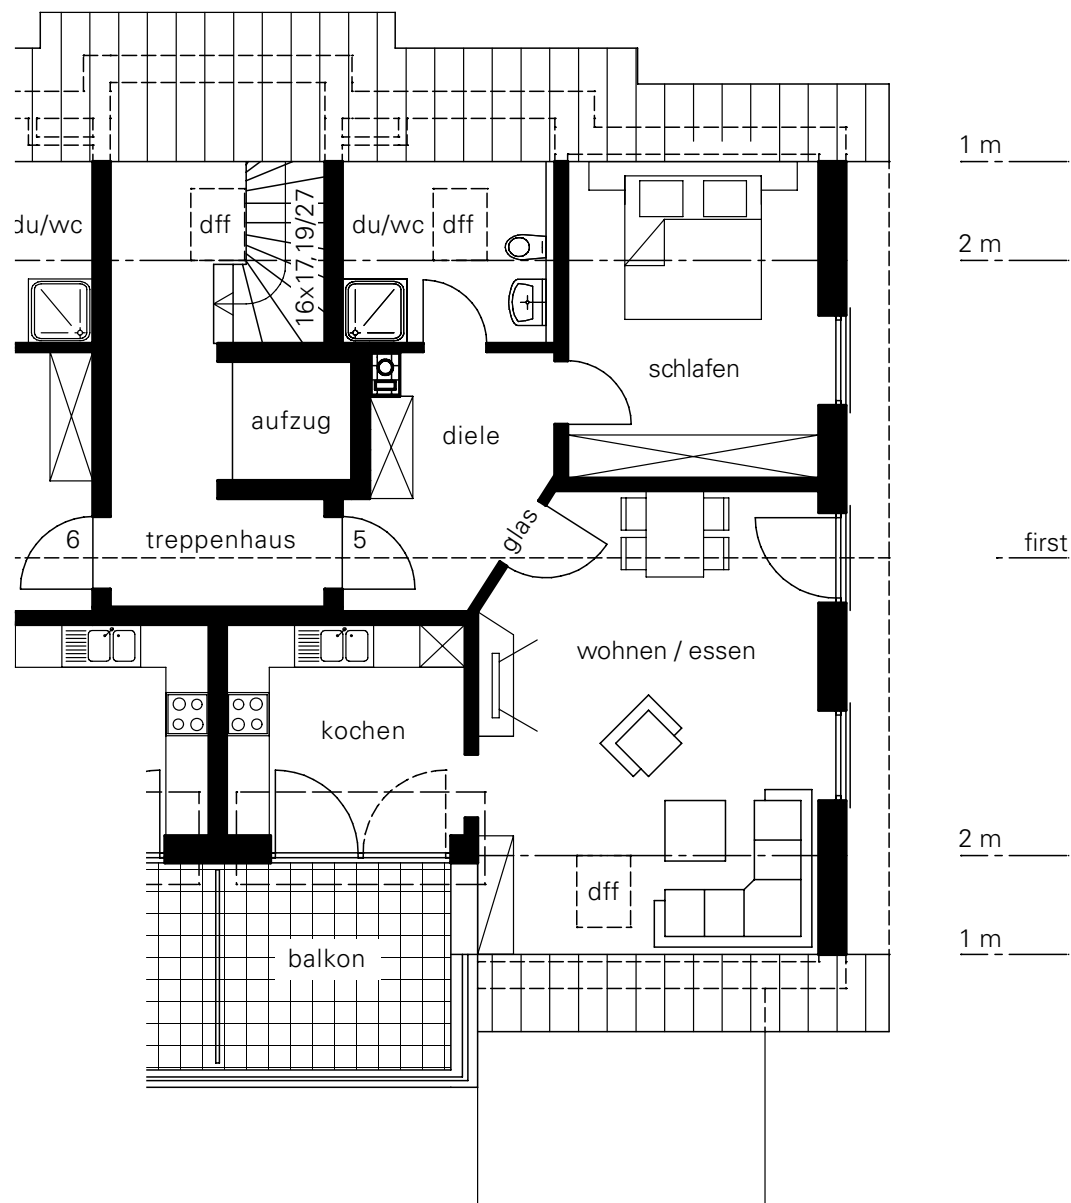 1 m
du/wc
dff
16x17,19/27
du/wc
dff
2 m
schlafen
aufzug
diele
6
treppenhaus
5
glas
first
wohnen / essen
kochen
2 m
dff
1 m
balkon